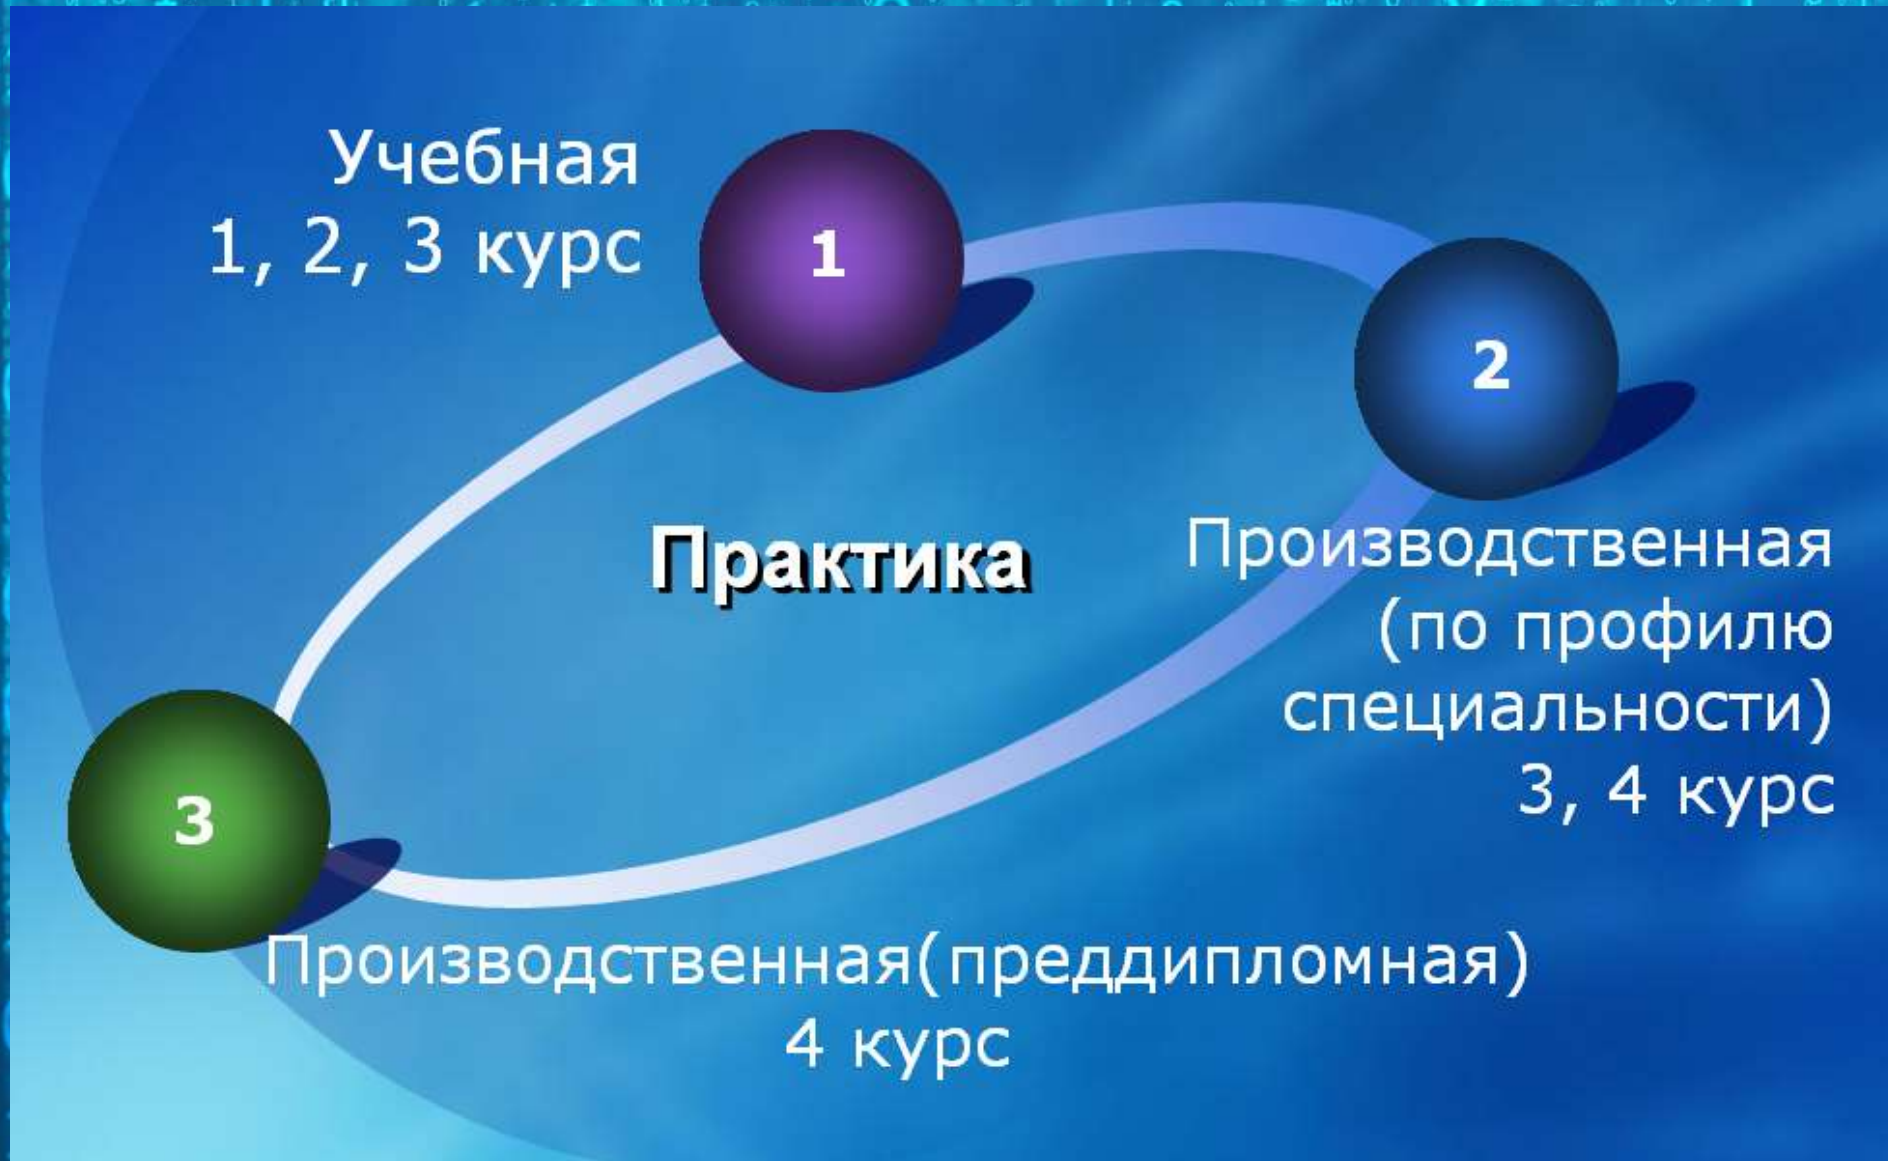 Учебная
1, 2, 3 курс
1
2
Практика
Производственная
(по профилю
специальности)
3, 4 курс
3
Производственная(преддипломная)
4 курс